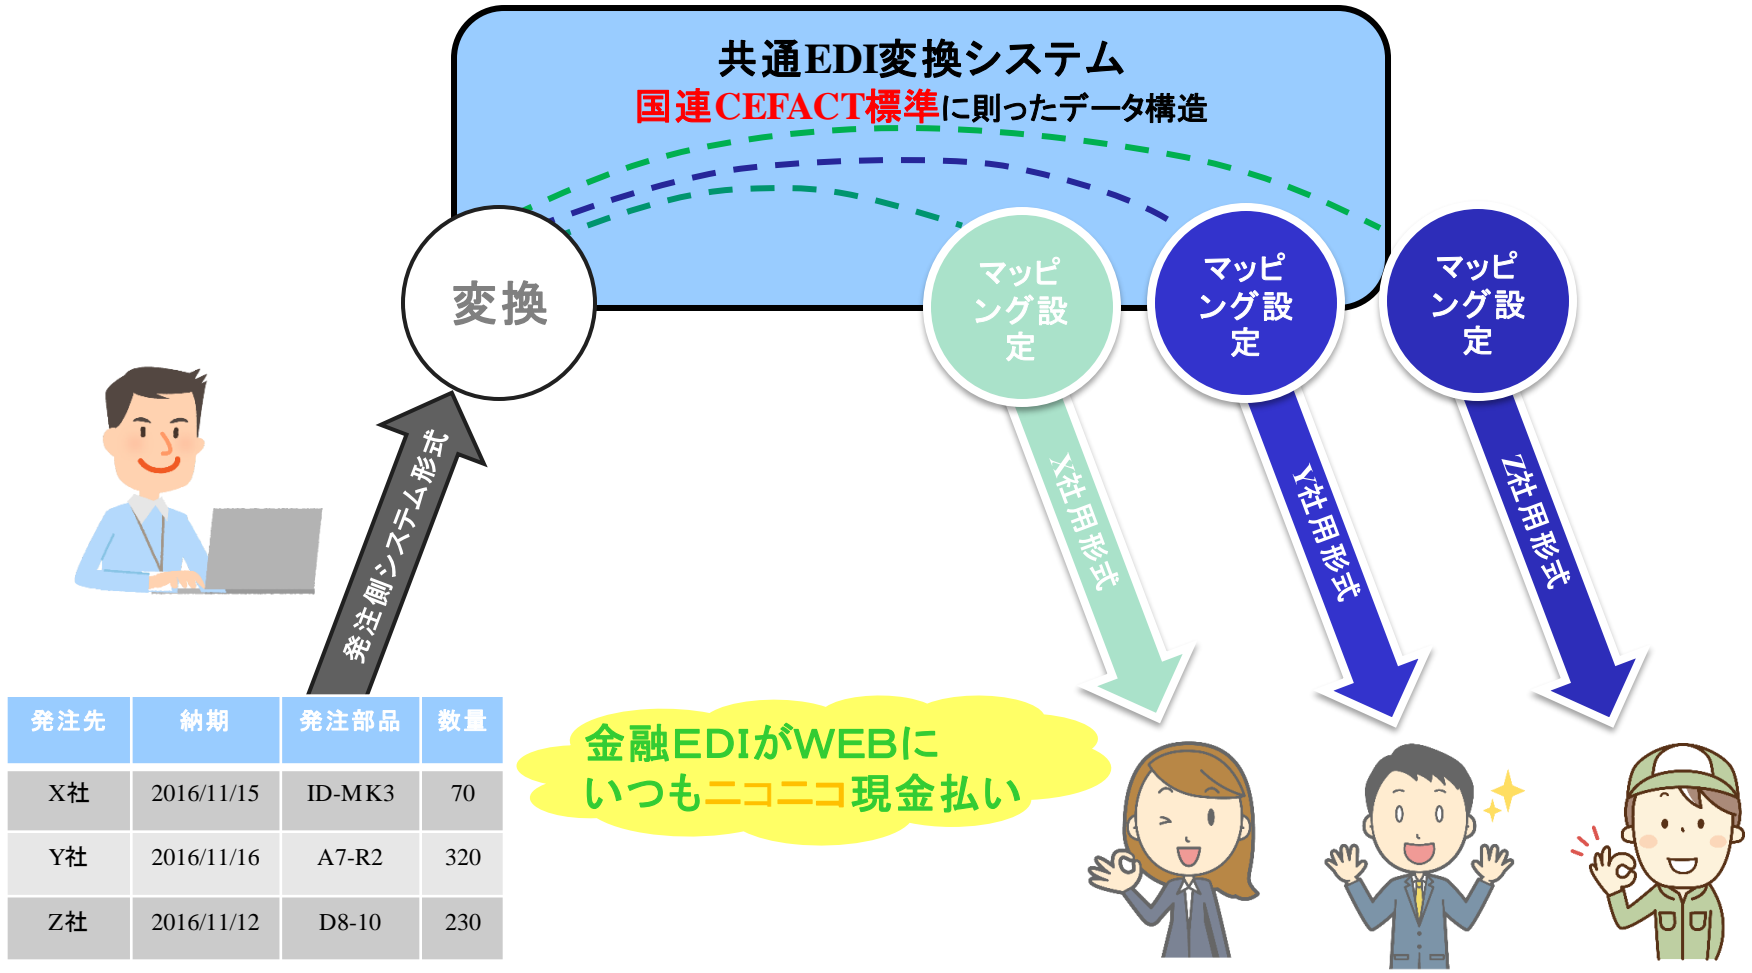 共通EDI変換システム
国連CEFACT標準に則ったデータ構造
変換
マッピ
ング設
定
マッピ
ング設
定
マッピ
ング設
定
発注側システム形式
X社用形式
Y社用形式
Z社用形式
発注先 納期 発注部品 数量
X社 2016/11/15 ID-MK3 70
Y社 2016/11/16 A7-R2 320
Z社 2016/11/12 D8-10 230
金融EDIがWEBに
いつもニコニコ現金払い